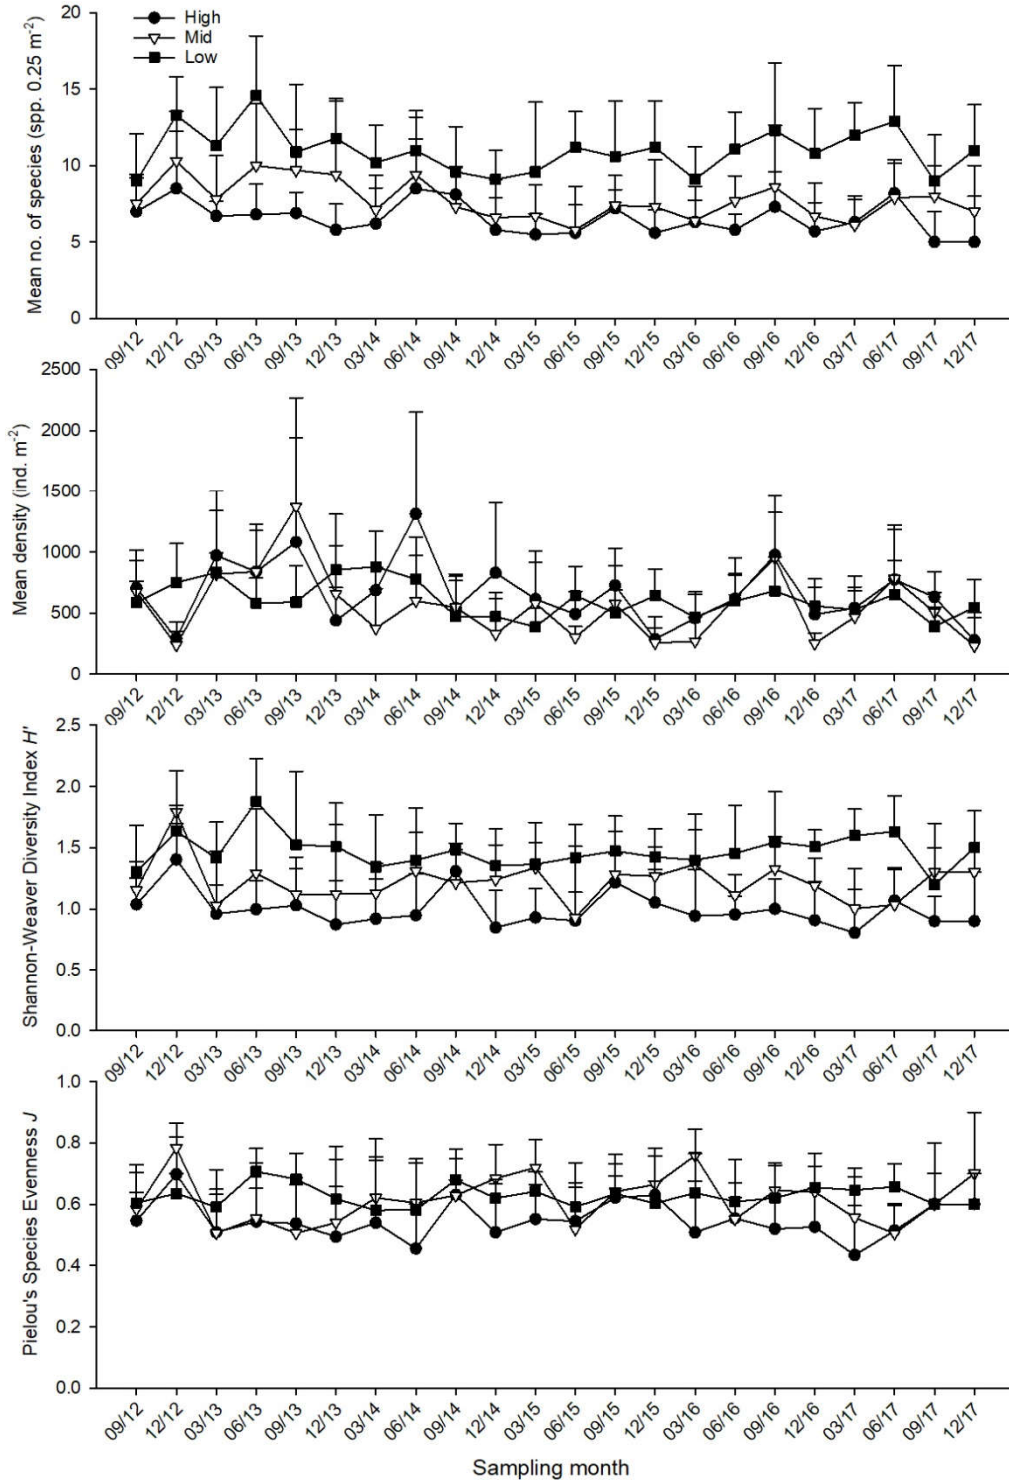 High
Mid
Low
Mean no. of species (spp. 0.25 m⁻²)
20
15
10
5
0
09/12 12/12 03/13 06/13 09/13 12/13 03/14 06/14 09/14 12/14 03/15 06/15 09/15 12/15 03/16 06/16 09/16 12/16 03/17 06/17 09/17 12/17
Mean density (ind. m⁻²)
2500
2000
1500
1000
500
0
09/12 12/12 03/13 06/13 09/13 12/13 03/14 06/14 09/14 12/14 03/15 06/15 09/15 12/15 03/16 06/16 09/16 12/16 03/17 06/17 09/17 12/17
Shannon-Weaver Diversity Index H'
2.5
2.0
1.5
1.0
0.5
0.0
09/12 12/12 03/13 06/13 09/13 12/13 03/14 06/14 09/14 12/14 03/15 06/15 09/15 12/15 03/16 06/16 09/16 12/16 03/17 06/17 09/17 12/17
Pielou's Species Evenness J
1.0
0.8
0.6
0.4
0.2
0.0
09/12 12/12 03/13 06/13 09/13 12/13 03/14 06/14 09/14 12/14 03/15 06/15 09/15 12/15 03/16 06/16 09/16 12/16 03/17 06/17 09/17 12/17
Sampling month